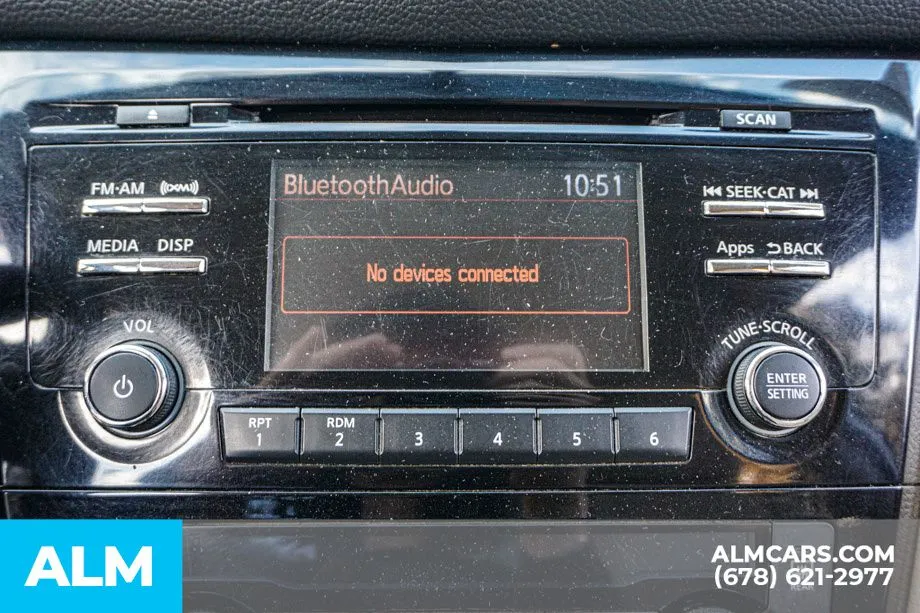 SCAN
FM·AM ((XM))
SEEK·CAT
MEDIA DISP
Apps BACK
BluetoothAudio 10:51
No devices connected
VOL
TUNE·SCROLL
ENTER
SETTING
RPT RDM
1 2 3 4 5 6
ALM
ALMCARS.COM
(678) 621-2977